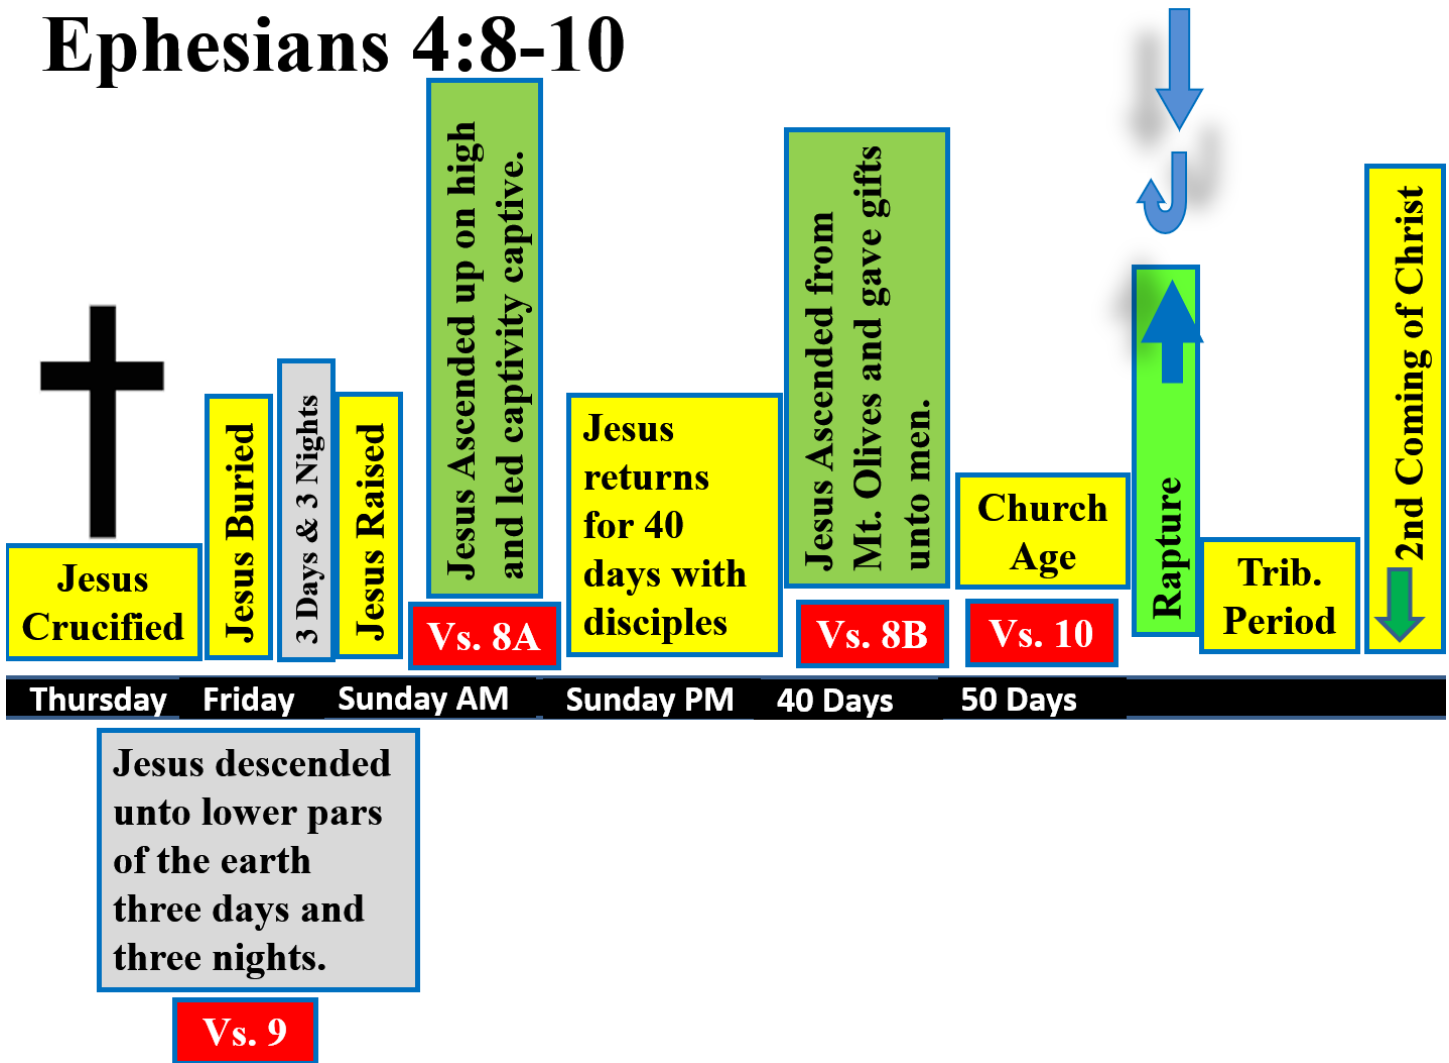 Ephesians 4:8-10
Jesus
Crucified
Jesus Buried
3 Days & 3 Nights
Jesus Raised
Jesus Ascended up on high
and led captivity captive.
Vs. 8A
Jesus
returns
for 40
days with
disciples
Jesus Ascended from
Mt. Olives and gave gifts
unto men.
Vs. 8B
Church
Age
Vs. 10
Rapture
Trib.
Period
2nd Coming of Christ
Thursday
Friday
Sunday AM
Sunday PM
40 Days
50 Days
Jesus descended
unto lower pars
of the earth
three days and
three nights.
Vs. 9